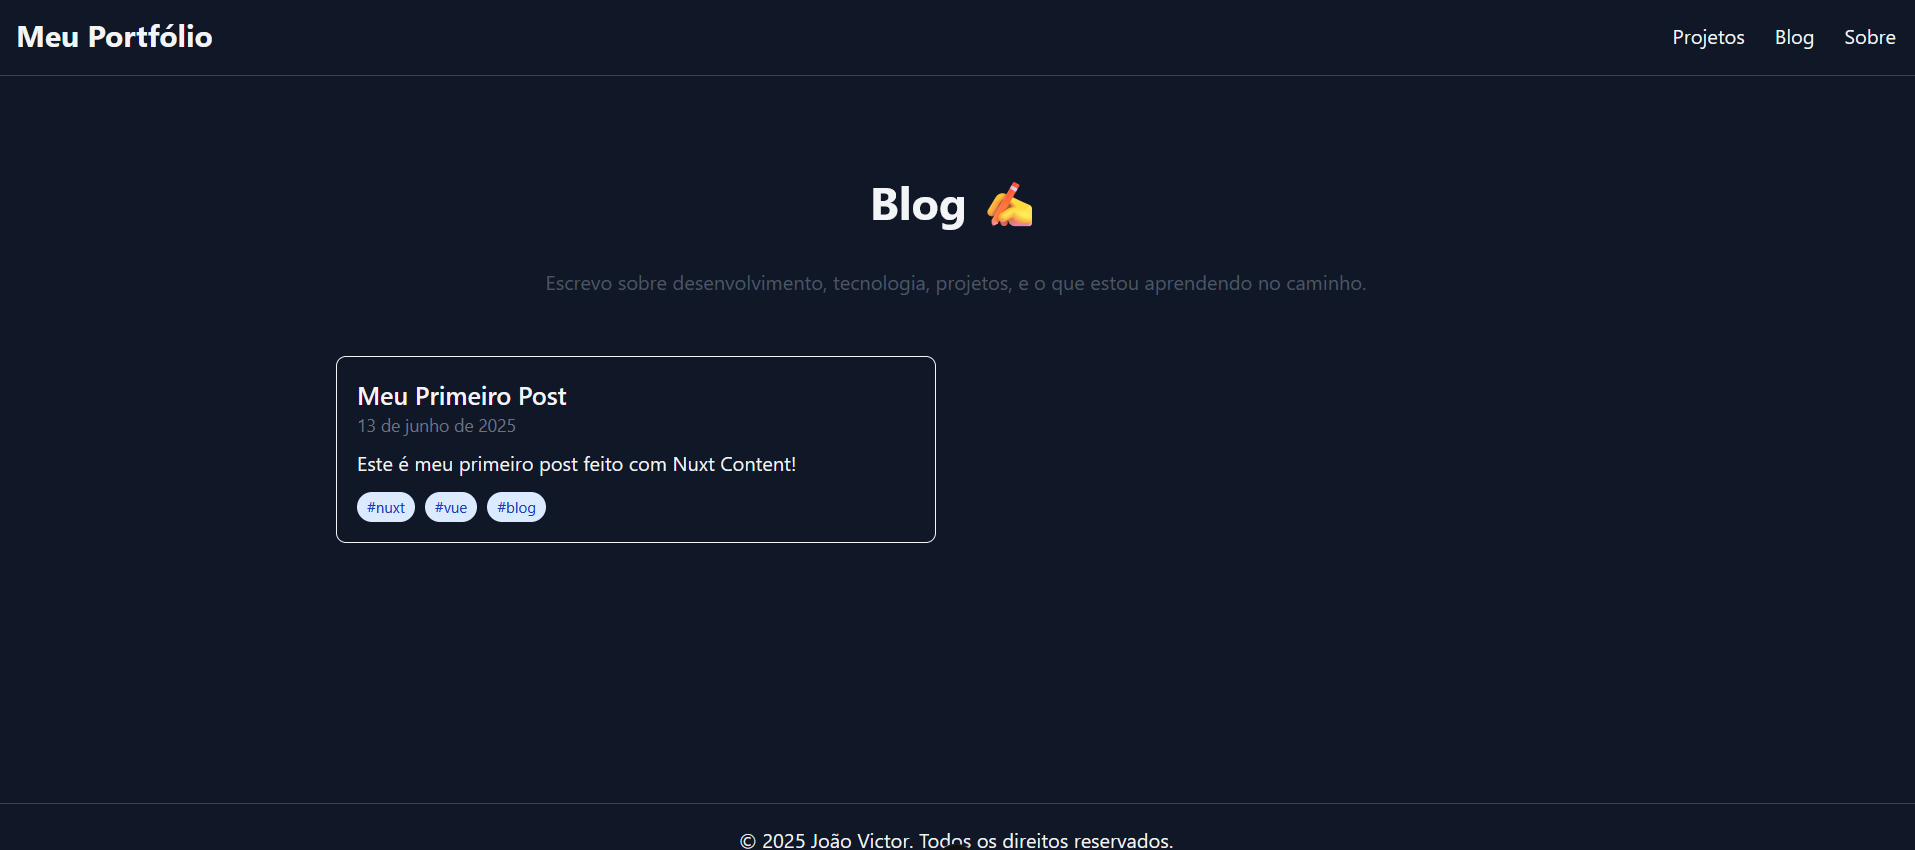 Meu Portfólio
Projetos Blog Sobre
Blog ✍️
Escrevo sobre desenvolvimento, tecnologia, projetos, e o que estou aprendendo no caminho.
Meu Primeiro Post
13 de junho de 2025
Este é meu primeiro post feito com Nuxt Content!
#nuxt #vue #blog
© 2025 João Victor. Todos os direitos reservados.